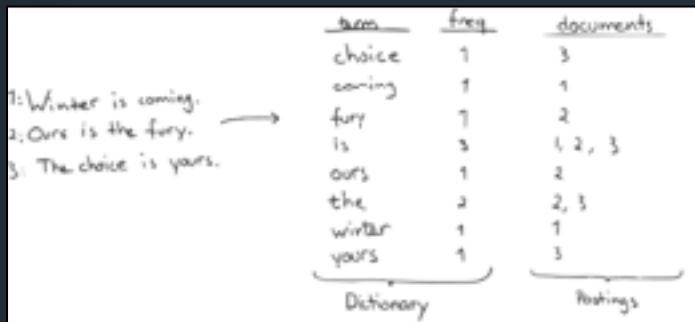 1: Winter is coming.
2: Ours is the fury.
3: The choice is yours.
term freq documents
choice 1 3
coming 1 1
fury 1 2
is 3 1, 2, 3
ours 1 2
the 2 2, 3
winter 1 1
yours 1 3
Dictionary Postings